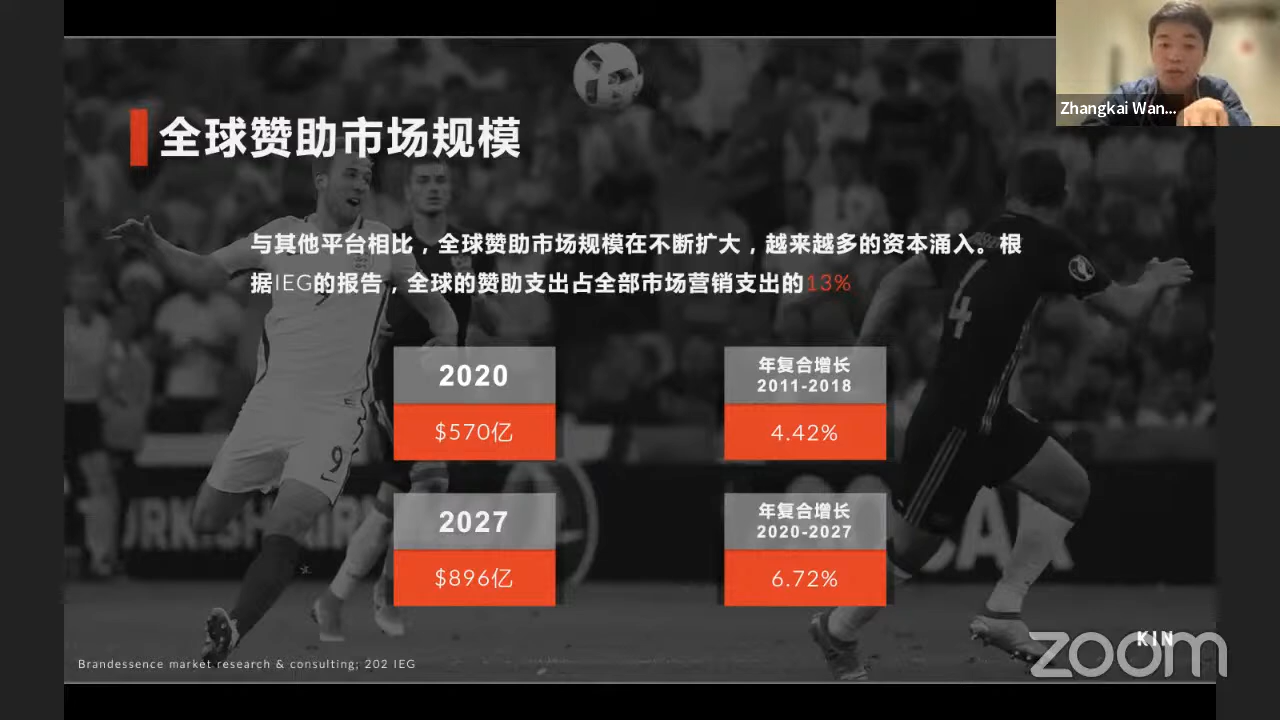 Zhangkai Wan...
全球赞助市场规模
与其他平台相比，全球赞助市场规模在不断扩大，越来越多的资本涌入。根
据IEG的报告，全球的赞助支出占全部市场营销支出的13%
2020
$570亿
年复合增长
2011-2018
4.42%
2027
$896亿
年复合增长
2020-2027
6.72%
9
4
KIN
zoom
Brandessence market research & consulting; 202 IEG